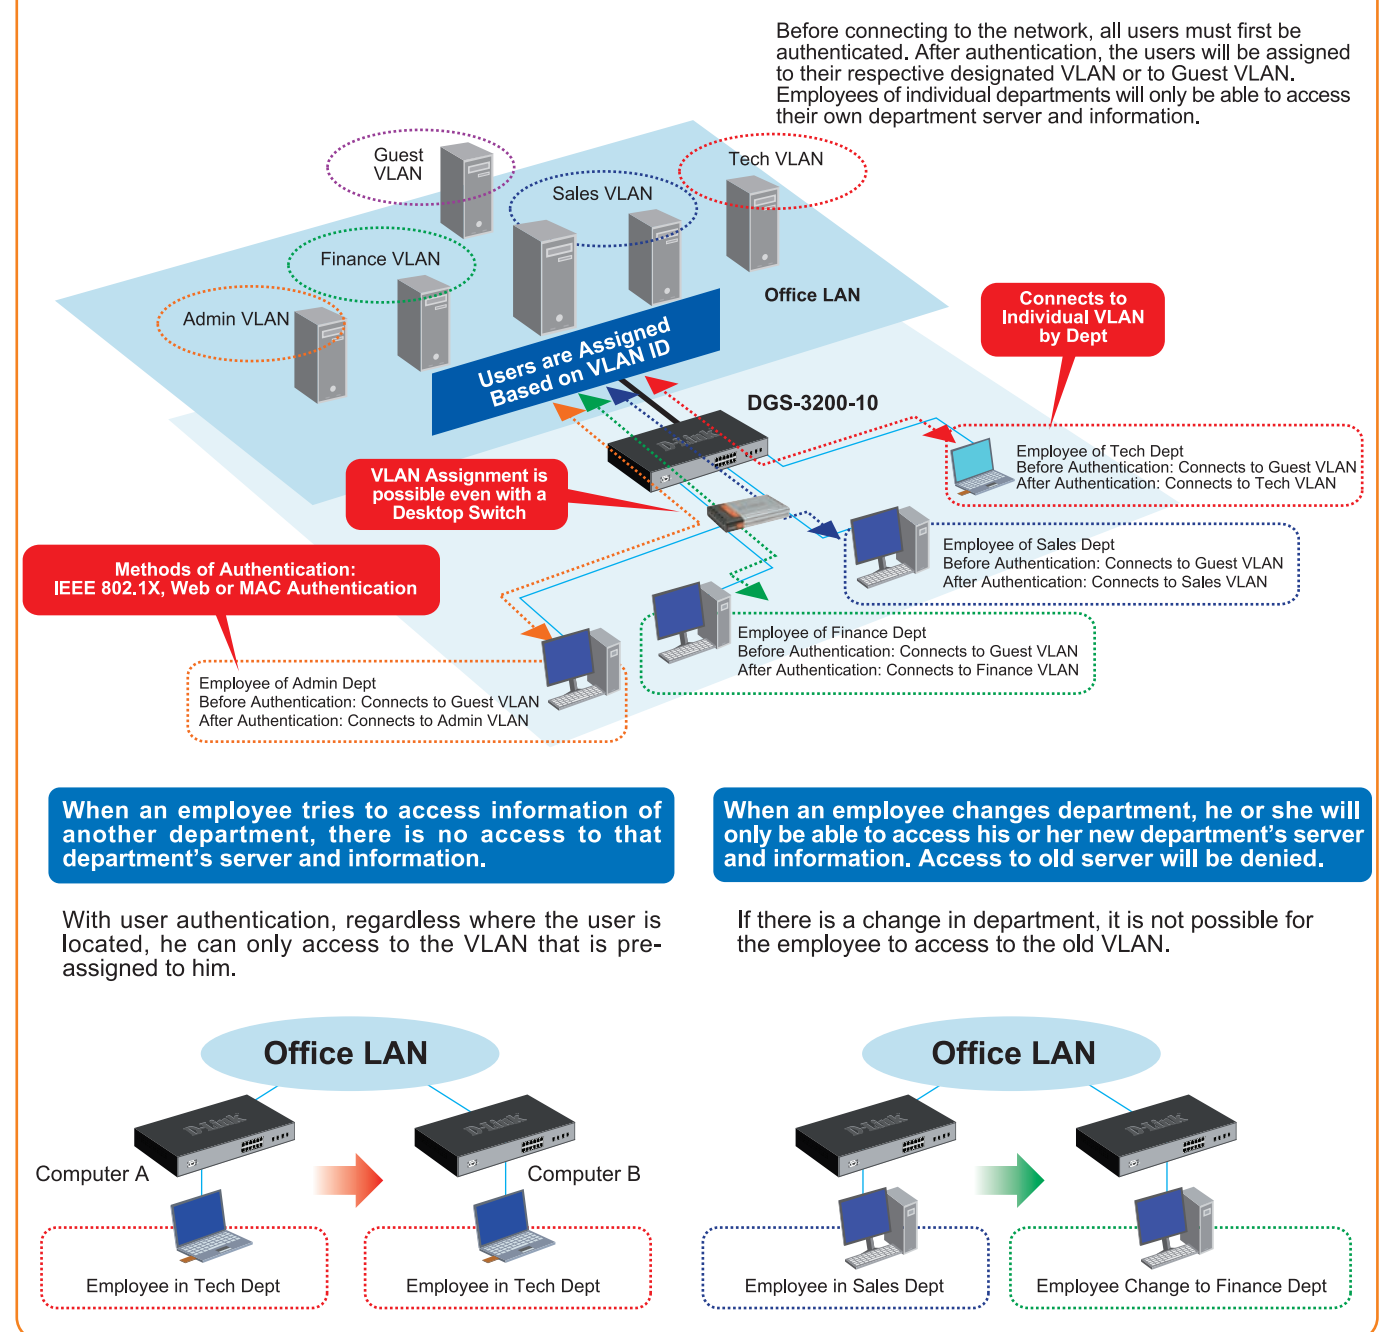 Before connecting to the network, all users must first be
authenticated. After authentication, the users will be assigned
to their respective designated VLAN or to Guest VLAN.
Employees of individual departments will only be able to access
their own department server and information.
Guest
VLAN
Tech VLAN
Sales VLAN
Finance VLAN
Admin VLAN
Office LAN
Connects to
Individual VLAN
by Dept
Users are Assigned
Based on VLAN ID
DGS-3200-10
D-Link
VLAN Assignment is
possible even with a
Desktop Switch
Employee of Tech Dept
Before Authentication: Connects to Guest VLAN
After Authentication: Connects to Tech VLAN
Employee of Sales Dept
Before Authentication: Connects to Guest VLAN
After Authentication: Connects to Sales VLAN
Methods of Authentication:
IEEE 802.1X, Web or MAC Authentication
Employee of Finance Dept
Before Authentication: Connects to Guest VLAN
After Authentication: Connects to Finance VLAN
Employee of Admin Dept
Before Authentication: Connects to Guest VLAN
After Authentication: Connects to Admin VLAN
When an employee tries to access information of
another department, there is no access to that
department's server and information.
With user authentication, regardless where the user is
located, he can only access to the VLAN that is pre-
assigned to him.
Office LAN
D-Link
D-Link
Computer A
Computer B
Employee in Tech Dept
Employee in Tech Dept
When an employee changes department, he or she will
only be able to access his or her new department's server
and information. Access to old server will be denied.
If there is a change in department, it is not possible for
the employee to access to the old VLAN.
Office LAN
D-Link
D-Link
Employee in Sales Dept
Employee Change to Finance Dept